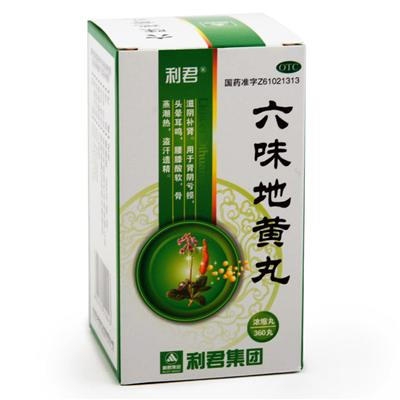 利君®
OTC
国药准字Z61021313
六味地黄丸
滋阴补肾。用于肾阴亏损,
头晕耳鸣,腰膝酸软,骨
蒸潮热,盗汗遗精。
浓缩丸
360丸
利君集团